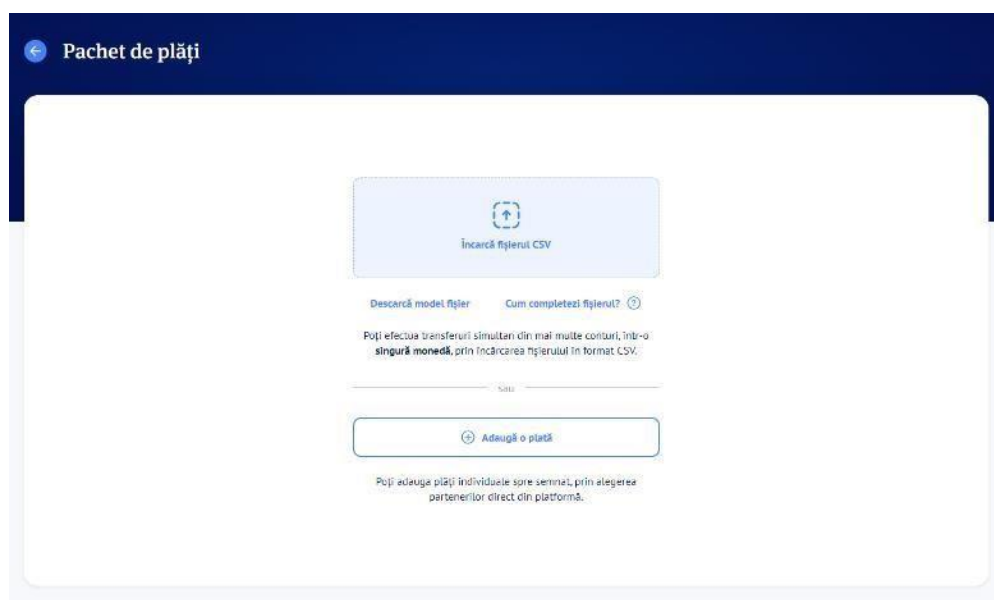 Pachet de plăți
Încarcă fișierul CSV
Descarcă model fișier Cum completezi fișierul? ?
Poți efectua transferuri simultan din mai multe conturi, într-o
singură monedă, prin încărcarea fișierului în format CSV.
sau
Adaugă o plată
Poți adauga plăți individuale spre semnat, prin alegerea
partenerilor direct din platformă.